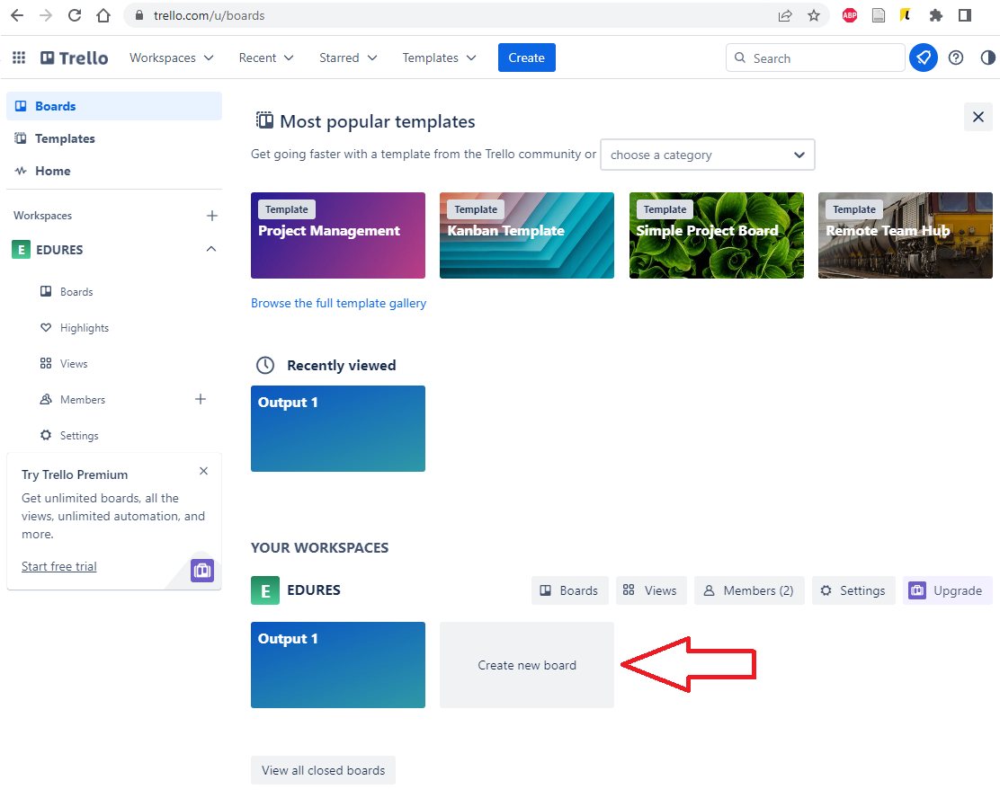 trello.com/u/boards
ABP
Trello
Workspaces
Recent
Starred
Templates
Create
Search
Boards
Templates
Home
Workspaces
E EDURES
Boards
Highlights
Views
Members
Settings
Try Trello Premium
Get unlimited boards, all the
views, unlimited automation, and
more.
Start free trial
Most popular templates
Get going faster with a template from the Trello community or choose a category
Template
Project Management
Template
Kanban Template
Template
Simple Project Board
Template
Remote Team Hub
Browse the full template gallery
Recently viewed
Output 1
YOUR WORKSPACES
E EDURES
Boards
Views
Members (2)
Settings
Upgrade
Output 1
Create new board
View all closed boards